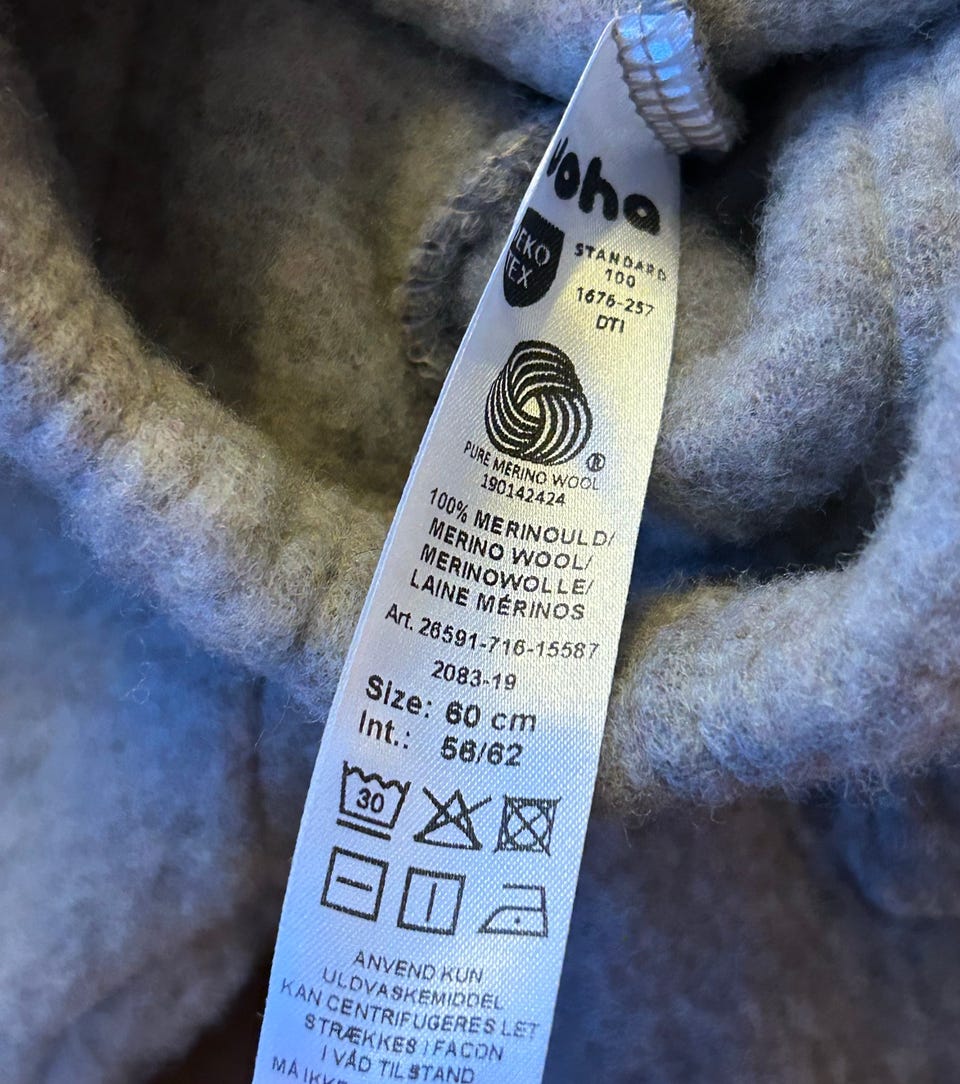 Joha
OEKO
TEX
STANDARD
100
1676-257
DTI
PURE MERINO WOOL ®
190142424
100% MERINOULD/
MERINO WOOL/
MERINOWOLLE/
LAINE MÉRINOS
Art. 26591-716-15587
2083-19
Size: 60 cm
Int.: 56/62
30
ANVEND KUN
ULDVASKEMIDDEL
KAN CENTRIFUGERES LET
STRÆKKES I FACON
I VÅD TILSTAND
MÅ IKKE